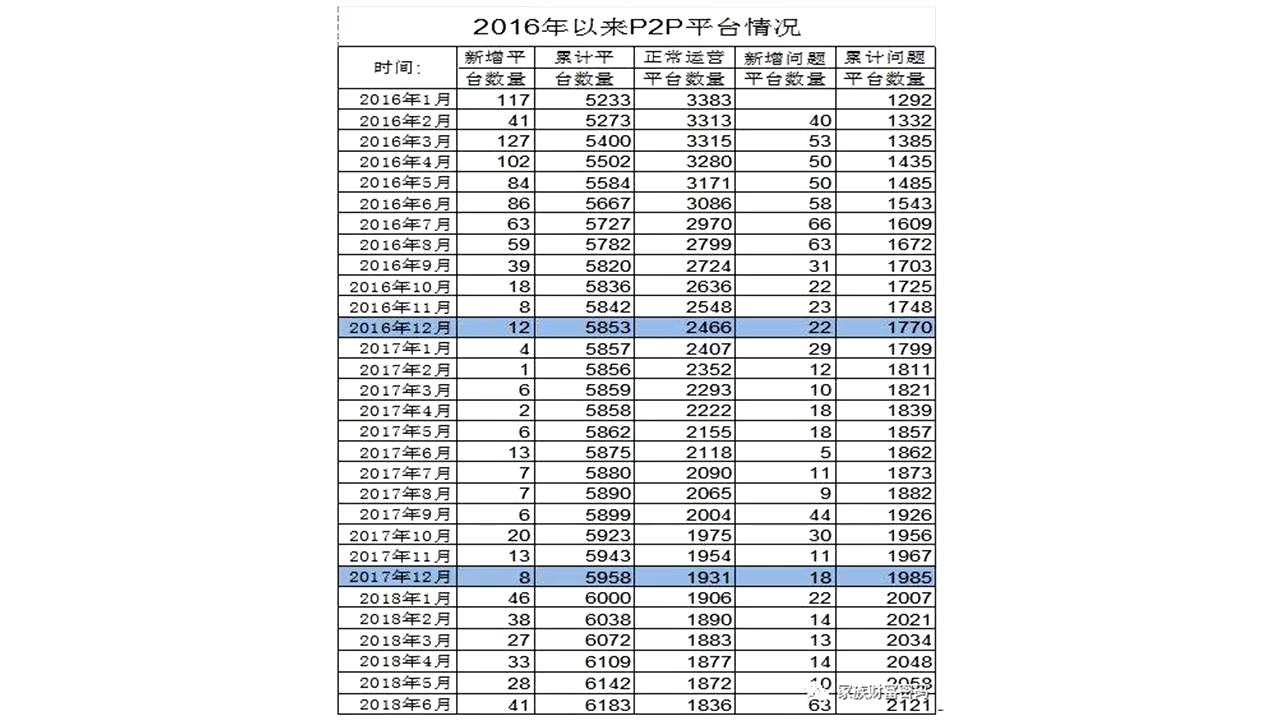 2016年以来P2P平台情况
时间: 新增平台数量 累计平台数量 正常运营平台数量 新增问题平台数量 累计问题平台数量
2016年1月 117 5233 3383 1292
2016年2月 41 5273 3313 40 1332
2016年3月 127 5400 3315 53 1385
2016年4月 102 5502 3280 50 1435
2016年5月 84 5584 3171 50 1485
2016年6月 86 5667 3086 58 1543
2016年7月 63 5727 2970 66 1609
2016年8月 59 5782 2799 63 1672
2016年9月 39 5820 2724 31 1703
2016年10月 18 5836 2636 22 1725
2016年11月 8 5842 2548 23 1748
2016年12月 12 5853 2466 22 1770
2017年1月 4 5857 2407 29 1799
2017年2月 1 5856 2352 12 1811
2017年3月 6 5859 2293 10 1821
2017年4月 2 5858 2222 18 1839
2017年5月 6 5862 2155 18 1857
2017年6月 13 5875 2118 5 1862
2017年7月 7 5880 2090 11 1873
2017年8月 7 5890 2065 9 1882
2017年9月 6 5899 2004 44 1926
2017年10月 20 5923 1975 30 1956
2017年11月 13 5943 1954 11 1967
2017年12月 8 5958 1931 18 1985
2018年1月 46 6000 1906 22 2007
2018年2月 38 6038 1890 14 2021
2018年3月 27 6072 1883 13 2034
2018年4月 33 6109 1877 14 2048
2018年5月 28 6142 1872 10 2058
2018年6月 41 6183 1836 63 2121
家族财富密码